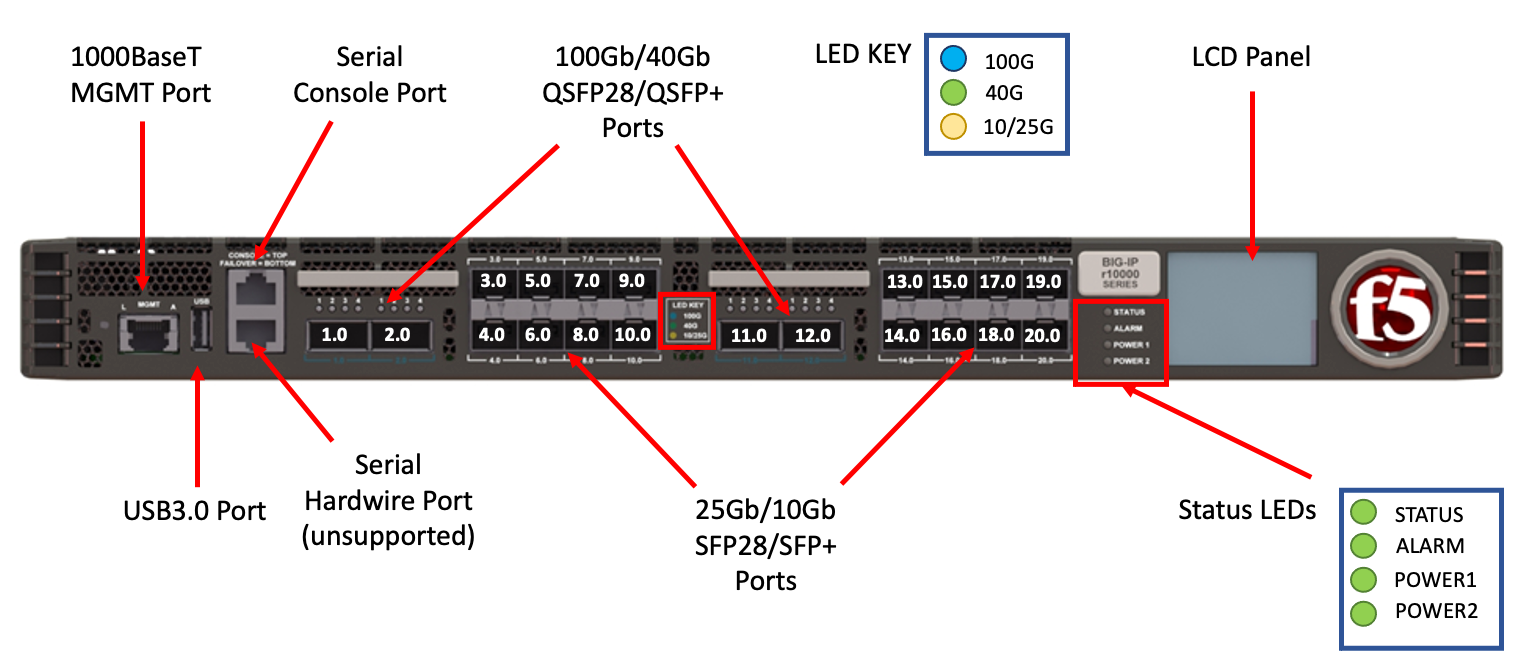 1000BaseT
MGMT Port
Serial
Console Port
100Gb/40Gb
QSFP28/QSFP+
Ports
LED KEY
100G
40G
10/25G
LCD Panel
CONSOLE = TOP
FAILOVER = BOTTOM
L MGMT A
USB
1 2 3 4 1 2 3 4
1.0 2.0
3.0 5.0 7.0 9.0
3.0 5.0 7.0 9.0
4.0 6.0 8.0 10.0
4.0 6.0 8.0 10.0
LED KEY
100G
40G
10/25G
1 2 3 4 1 2 3 4
11.0 12.0
13.0 15.0 17.0 19.0
13.0 15.0 17.0 19.0
14.0 16.0 18.0 20.0
14.0 16.0 18.0 20.0
BIG-IP
r10000
SERIES
STATUS
ALARM
POWER 1
POWER 2
f5
USB3.0 Port
Serial
Hardwire Port
(unsupported)
25Gb/10Gb
SFP28/SFP+
Ports
Status LEDs
STATUS
ALARM
POWER1
POWER2